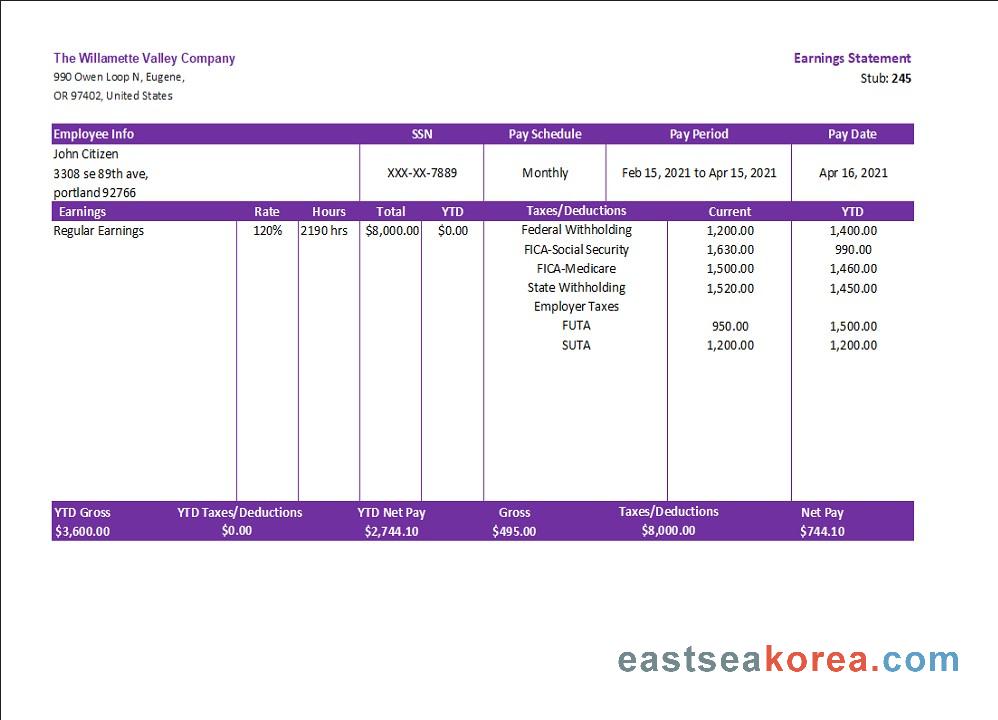 The Willamette Valley Company
Earnings Statement
990 Owen Loop N, Eugene,
Stub: 245
OR 97402, United States
Employee Info SSN Pay Schedule Pay Period Pay Date
John Citizen
3308 se 89th ave,
XXX-XX-7889 Monthly Feb 15, 2021 to Apr 15, 2021 Apr 16, 2021
portland 92766
Earnings Rate Hours Total YTD Taxes/Deductions Current YTD
Regular Earnings 120% 2190 hrs $8,000.00 $0.00 Federal Withholding 1,200.00 1,400.00
FICA-Social Security 1,630.00 990.00
FICA-Medicare 1,500.00 1,460.00
State Withholding 1,520.00 1,450.00
Employer Taxes
FUTA 950.00 1,500.00
SUTA 1,200.00 1,200.00
YTD Gross YTD Taxes/Deductions YTD Net Pay Gross Taxes/Deductions Net Pay
$3,600.00 $0.00 $2,744.10 $495.00 $8,000.00 $744.10
eastseakorea.com